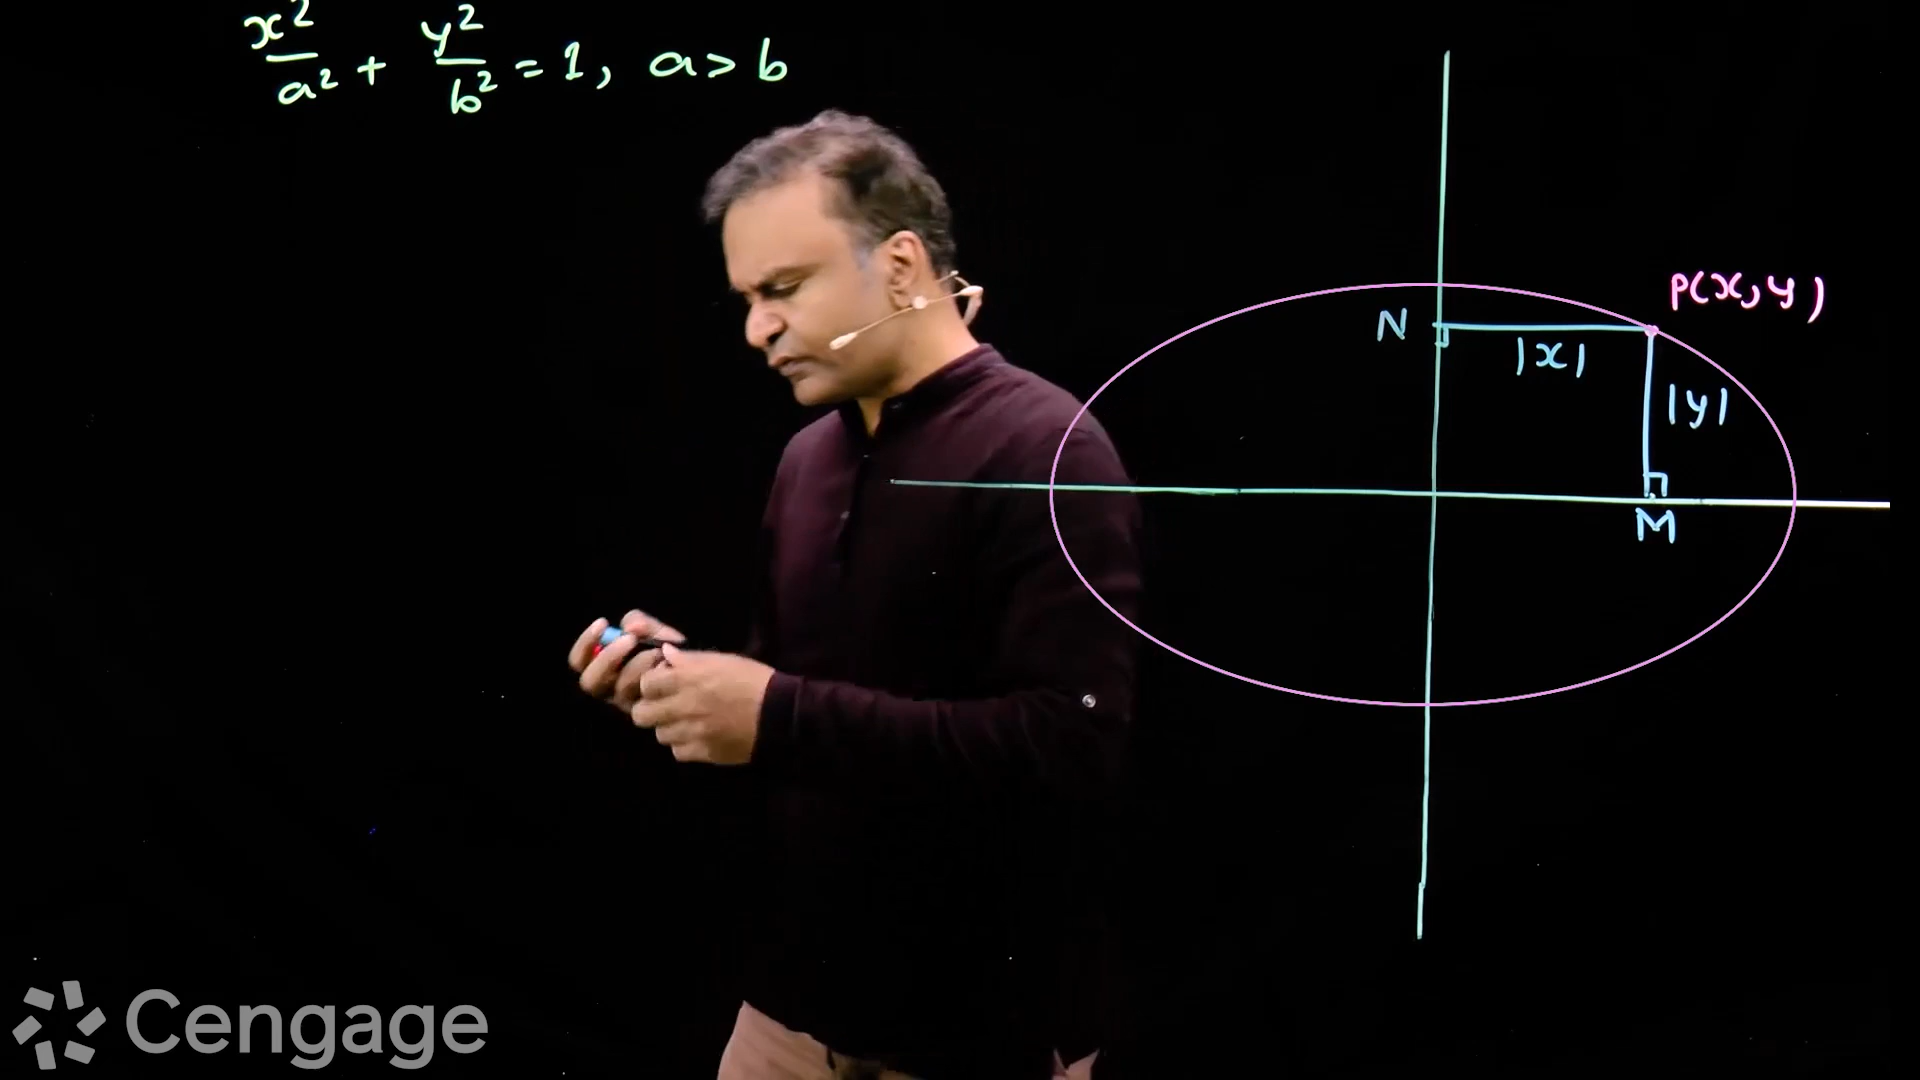 x²/a² + y²/b² = 1, a > b
P(x, y)
N
|x|
|y|
M
Cengage